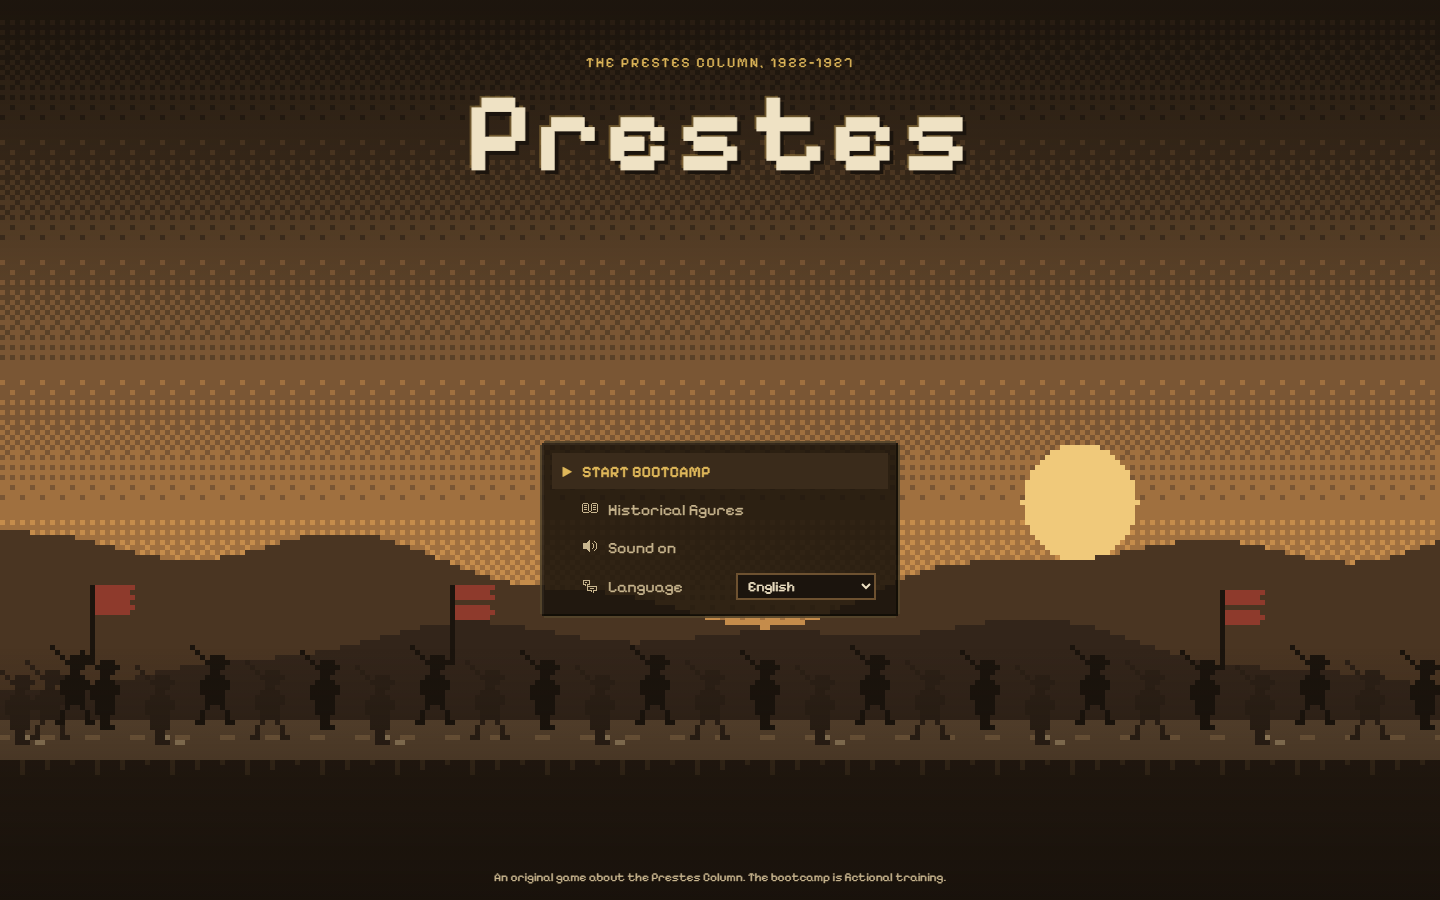 THE PRESTES COLUMN, 1922-1927
Prestes
START BOOTCAMP
Historical figures
Sound on
Language English
An original game about the Prestes Column. The bootcamp is fictional training.